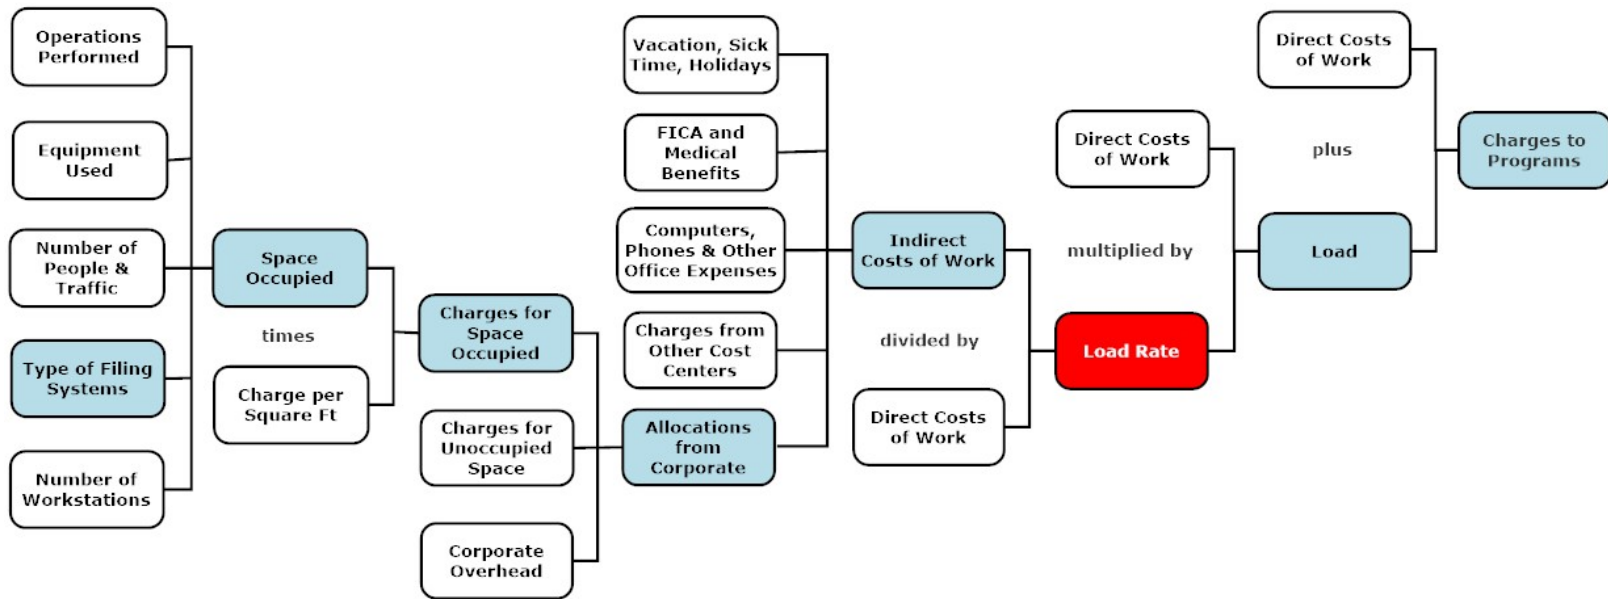 Operations
Performed
Equipment
Used
Number of
People &
Traffic
Type of Filing
Systems
Number of
Workstations
Space
Occupied
times
Charge per
Square Ft
Charges for
Space
Occupied
Charges for
Unoccupied
Space
Corporate
Overhead
Vacation, Sick
Time, Holidays
FICA and
Medical
Benefits
Computers,
Phones & Other
Office Expenses
Charges from
Other Cost
Centers
Allocations
from
Corporate
Indirect
Costs of Work
divided by
Direct Costs
of Work
Direct Costs
of Work
multiplied by
Load Rate
Direct Costs
of Work
plus
Load
Charges to
Programs